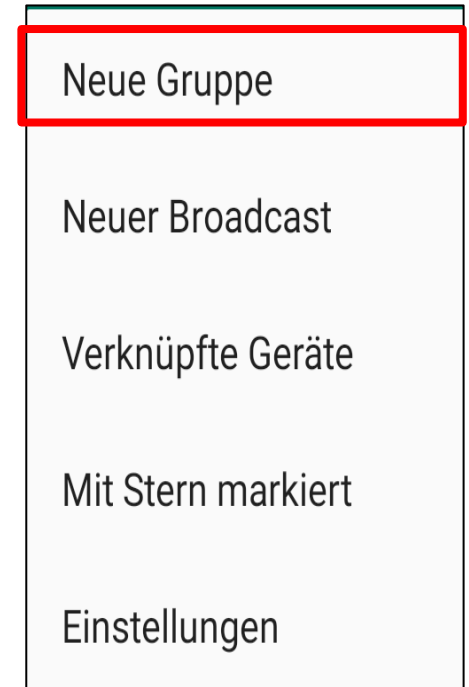 Neue Gruppe
Neuer Broadcast
Verknüpfte Geräte
Mit Stern markiert
Einstellungen